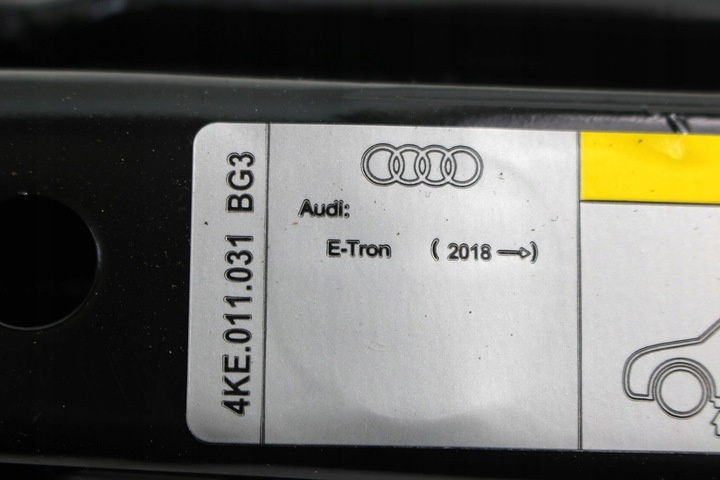 4KE.011.031 BG3
Audi:
E-Tron ( 2018 → )